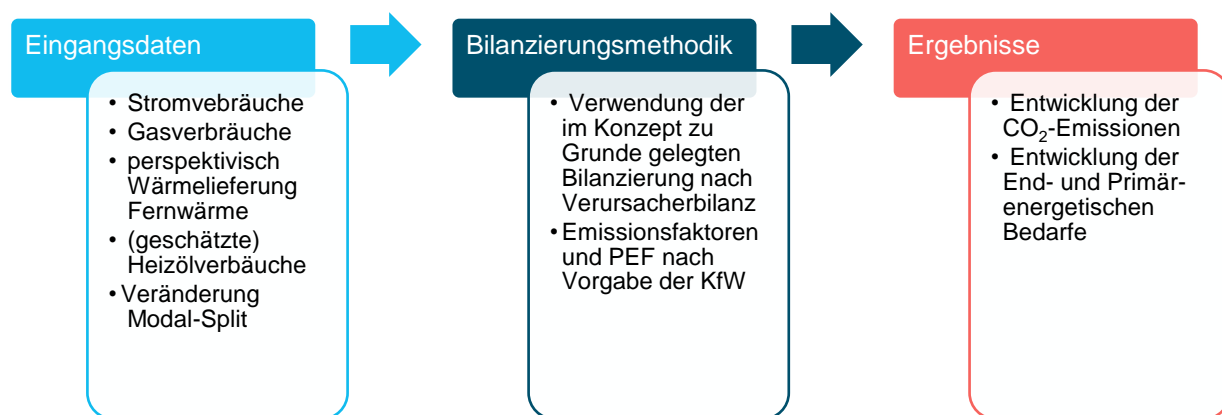 Eingangsdaten
• Stromvebräuche
• Gasverbräuche
• perspektivisch
Wärmelieferung
Fernwärme
• (geschätzte)
Heizölverbäuche
• Veränderung
Modal-Split
Bilanzierungsmethodik
• Verwendung der
im Konzept zu
Grunde gelegten
Bilanzierung nach
Verursacherbilanz
• Emissionsfaktoren
und PEF nach
Vorgabe der KfW
Ergebnisse
• Entwicklung der
CO₂-Emissionen
• Entwicklung der
End- und Primär-
energetischen
Bedarfe